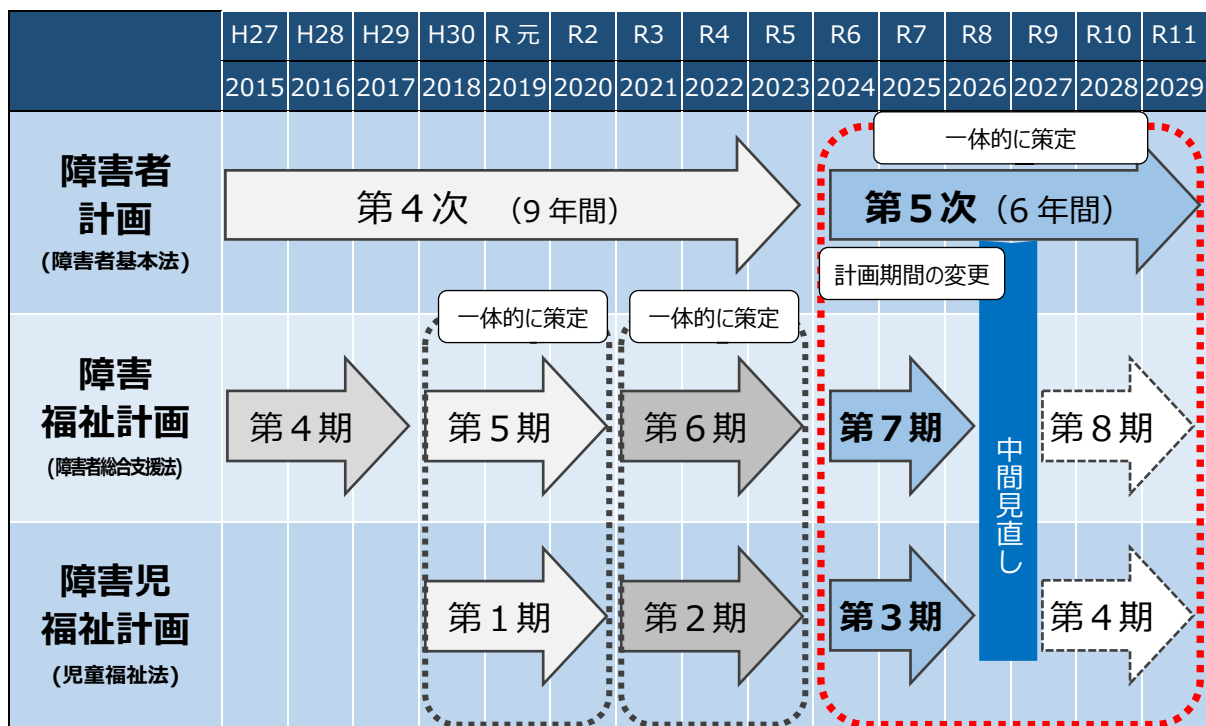 H27 H28 H29 H30 R元 R2 R3 R4 R5 R6 R7 R8 R9 R10 R11
2015 2016 2017 2018 2019 2020 2021 2022 2023 2024 2025 2026 2027 2028 2029
障害者
計画
(障害者基本法)
第４次 （9年間）
一体的に策定
第５次（6年間）
計画期間の変更
一体的に策定
一体的に策定
障害
福祉計画
(障害者総合支援法)
第４期
第５期
第６期
第７期
中間見直し
第８期
障害児
福祉計画
(児童福祉法)
第１期
第２期
第３期
第４期